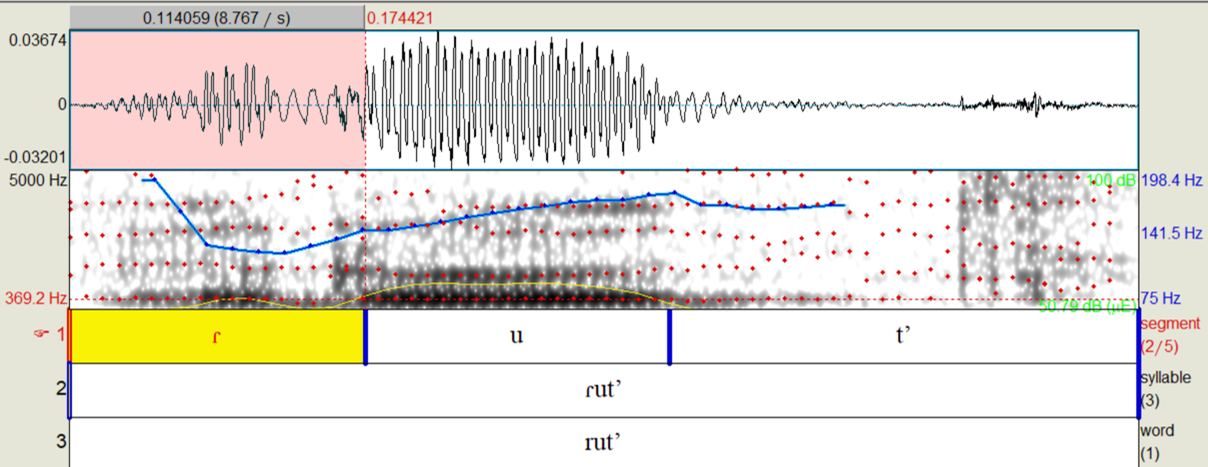 0.114059 (8.767 / s) 0.174421
0.03674
0
-0.03201
5000 Hz 100 dB 198.4 Hz
141.5 Hz
369.2 Hz 50.79 dB (µE) 75 Hz
☞ 1 ɾ u t’ segment (2/5)
2 ɾut’ syllable (3)
3 rut’ word (1)